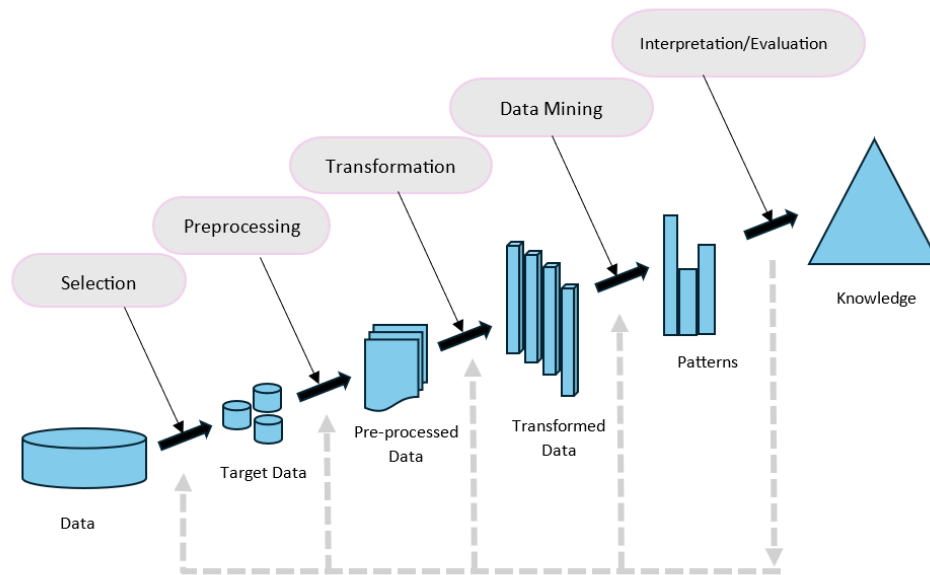 Interpretation/Evaluation
Data Mining
Transformation
Preprocessing
Selection
Data
Target Data
Pre-processed
Data
Transformed
Data
Patterns
Knowledge